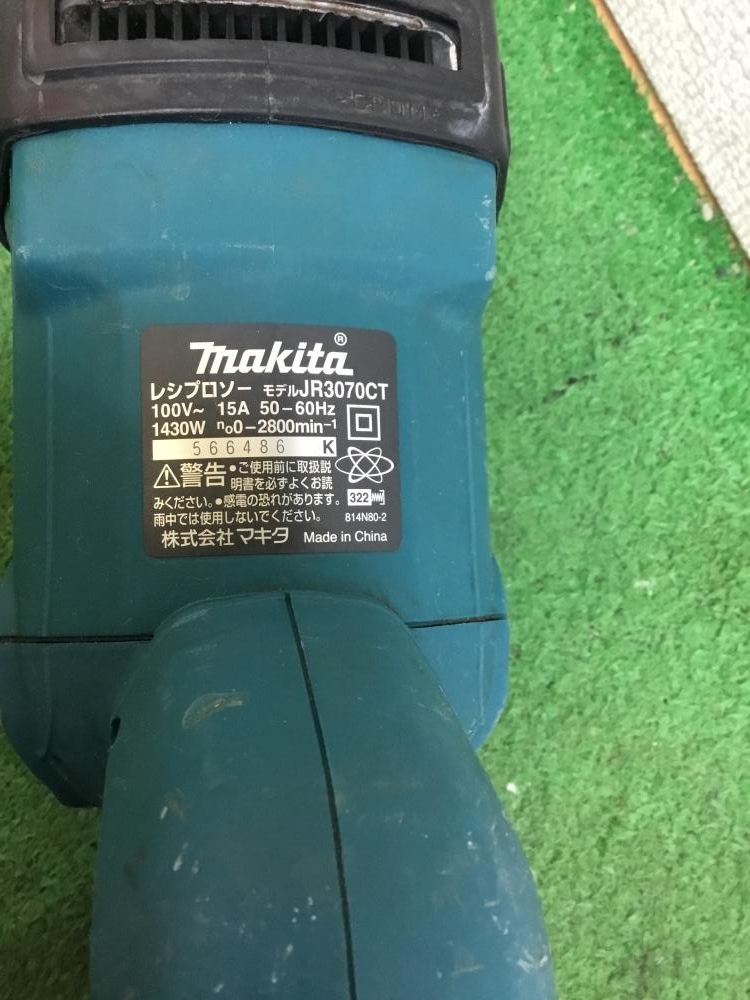 makita®
レシプロソー モデルJR3070CT
100V~ 15A 50-60Hz
1430W n₀0-2800min⁻¹
566486 K
警告 •ご使用前に取扱説
明書を必ずよくお読
みください。•感電の恐れがあります。
雨中では使用しないでください。
322
814N80-2
株式会社マキタ Made in China